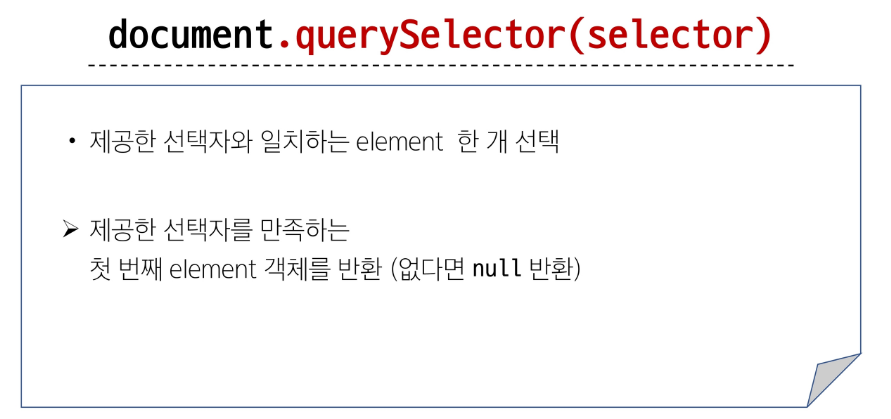 document.querySelector(selector)
• 제공한 선택자와 일치하는 element 한 개 선택
➢ 제공한 선택자를 만족하는
첫 번째 element 객체를 반환 (없다면 null 반환)